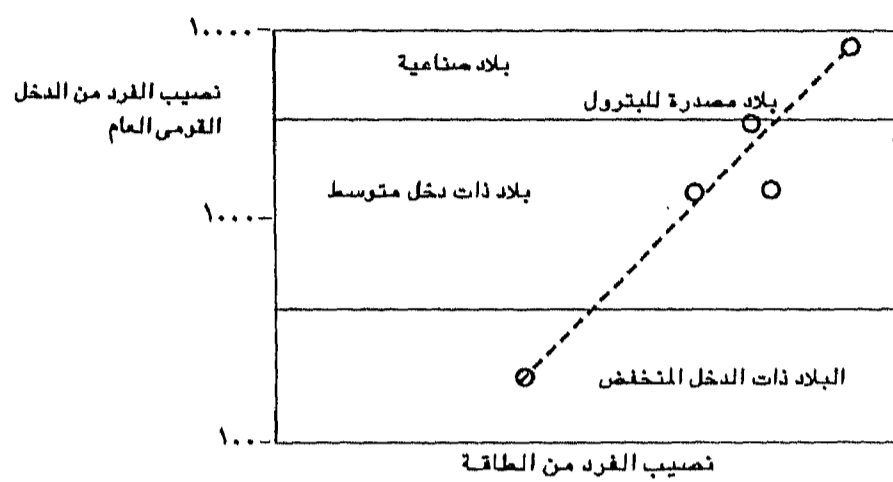 ١٠٠٠٠
بلاد صناعية
نصيب الفرد من الدخل
القومى العام
بلاد مصدرة للبترول
بلاد ذات دخل متوسط
١٠٠٠
البلاد ذات الدخل المنخفض
١٠٠
نصيب الفرد من الطاقة